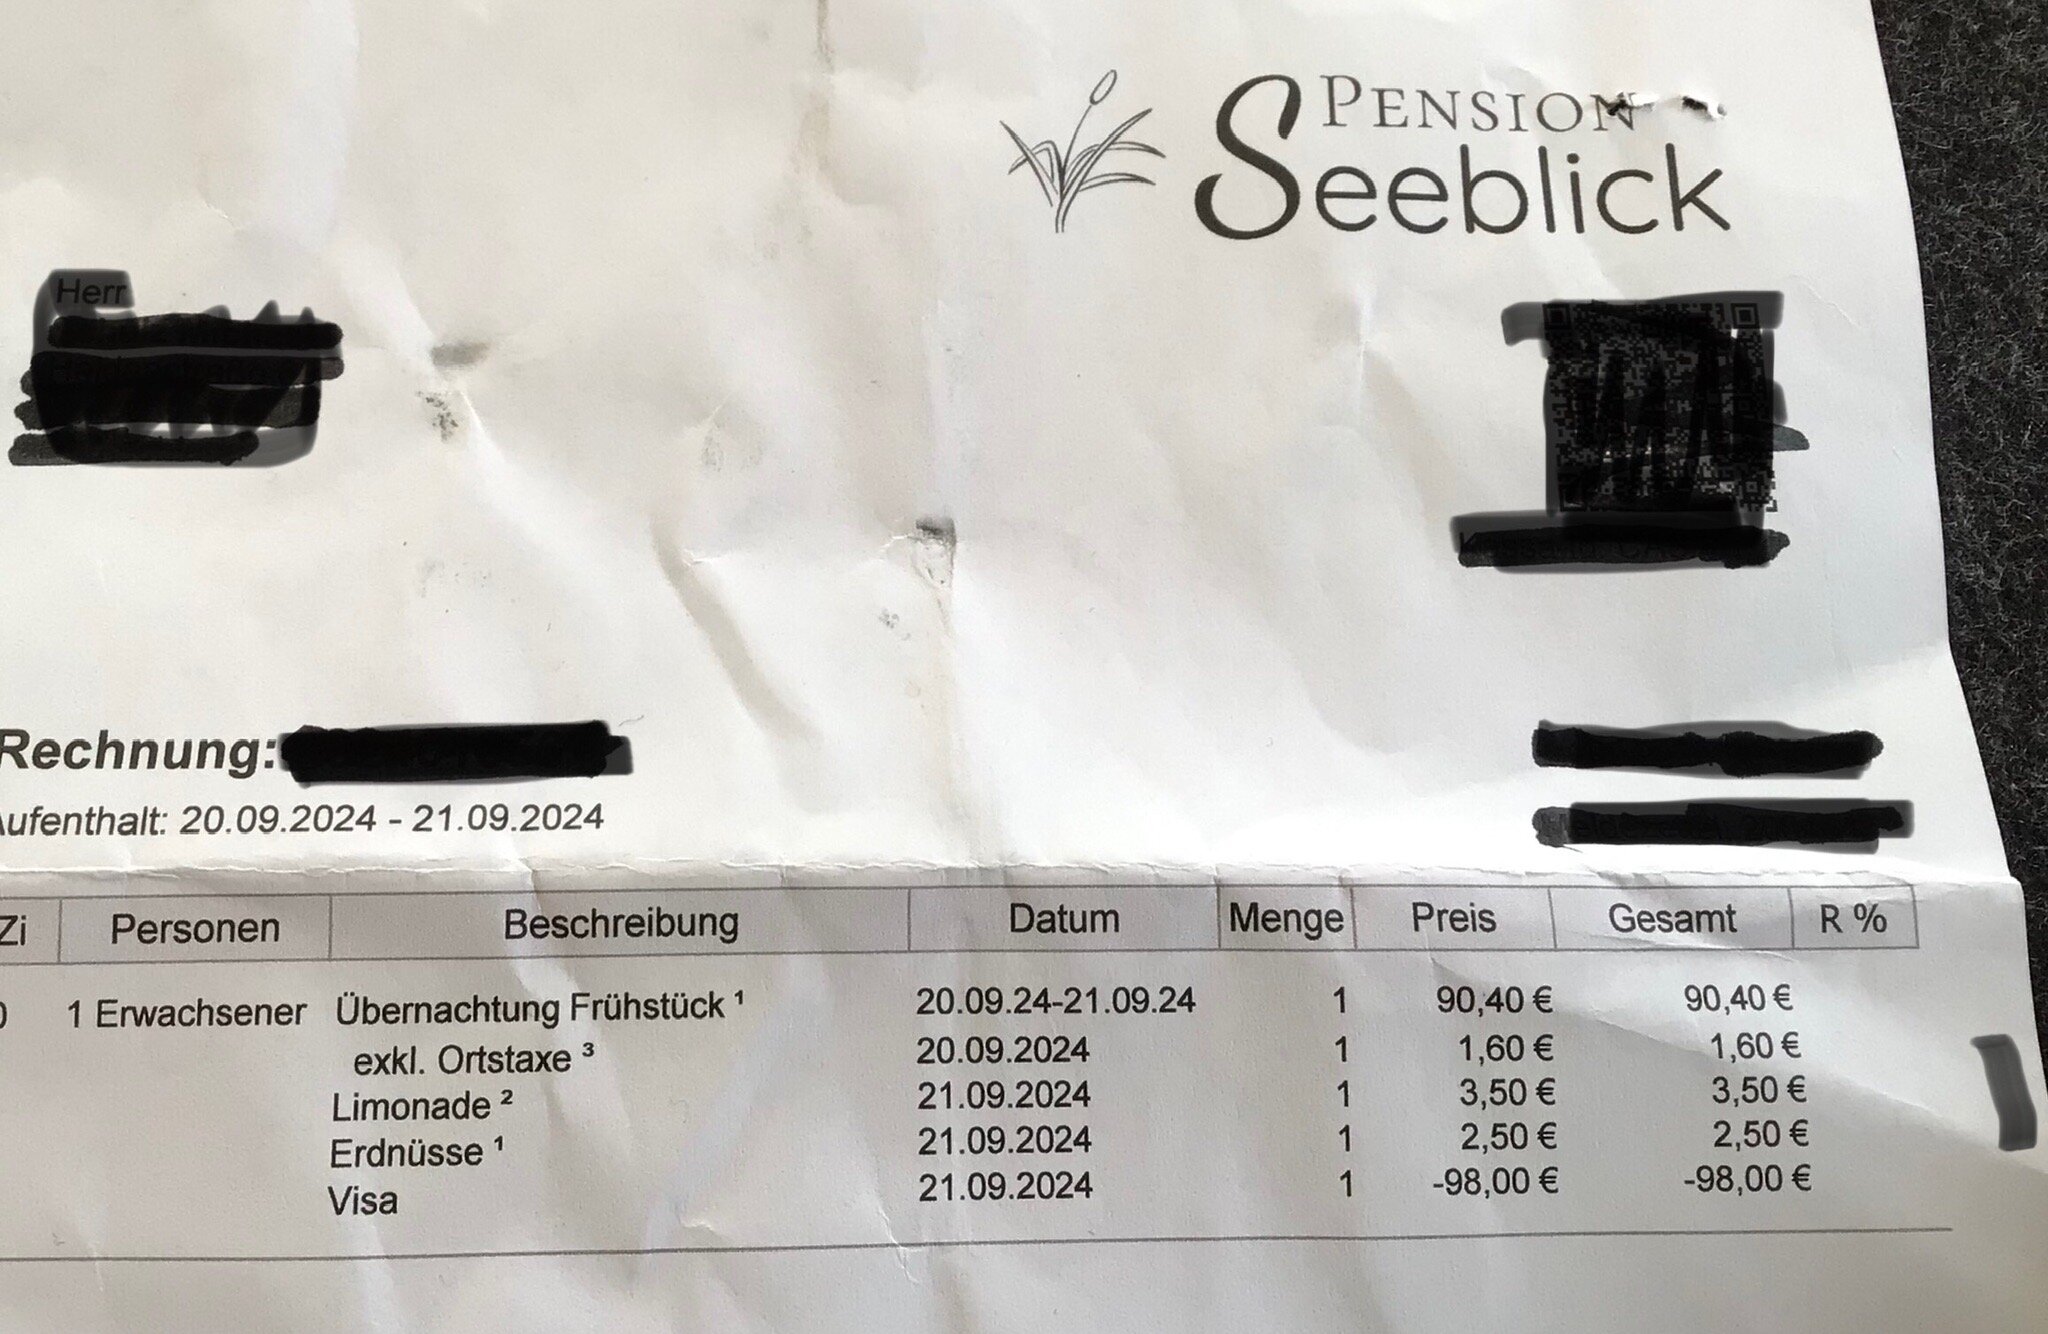 PENSION
Seeblick
Herr
Rechnung:
ufenthalt: 20.09.2024 - 21.09.2024
Zi Personen Beschreibung Datum Menge Preis Gesamt R %
1 Erwachsener Übernachtung Frühstück ¹ 20.09.24-21.09.24 1 90,40 € 90,40 €
exkl. Ortstaxe ³ 20.09.2024 1 1,60 € 1,60 €
Limonade ² 21.09.2024 1 3,50 € 3,50 €
Erdnüsse ¹ 21.09.2024 1 2,50 € 2,50 €
Visa 21.09.2024 1 -98,00 € -98,00 €